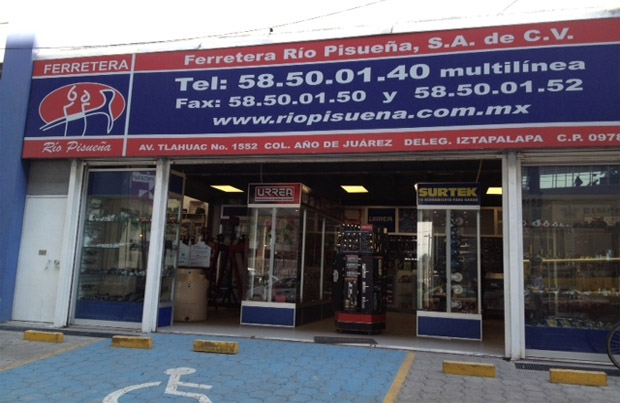 FERRETERA
Río Pisueña
Ferretera Río Pisueña, S.A. de C.V.
Tel: 58.50.01.40 multilínea
Fax: 58.50.01.50 y 58.50.01.52
www.riopisuena.com.mx
AV. TLAHUAC No. 1552 COL. AÑO DE JUÁREZ DELEG. IZTAPALAPA C.P. 0978
URREA
SURTEK
URREA